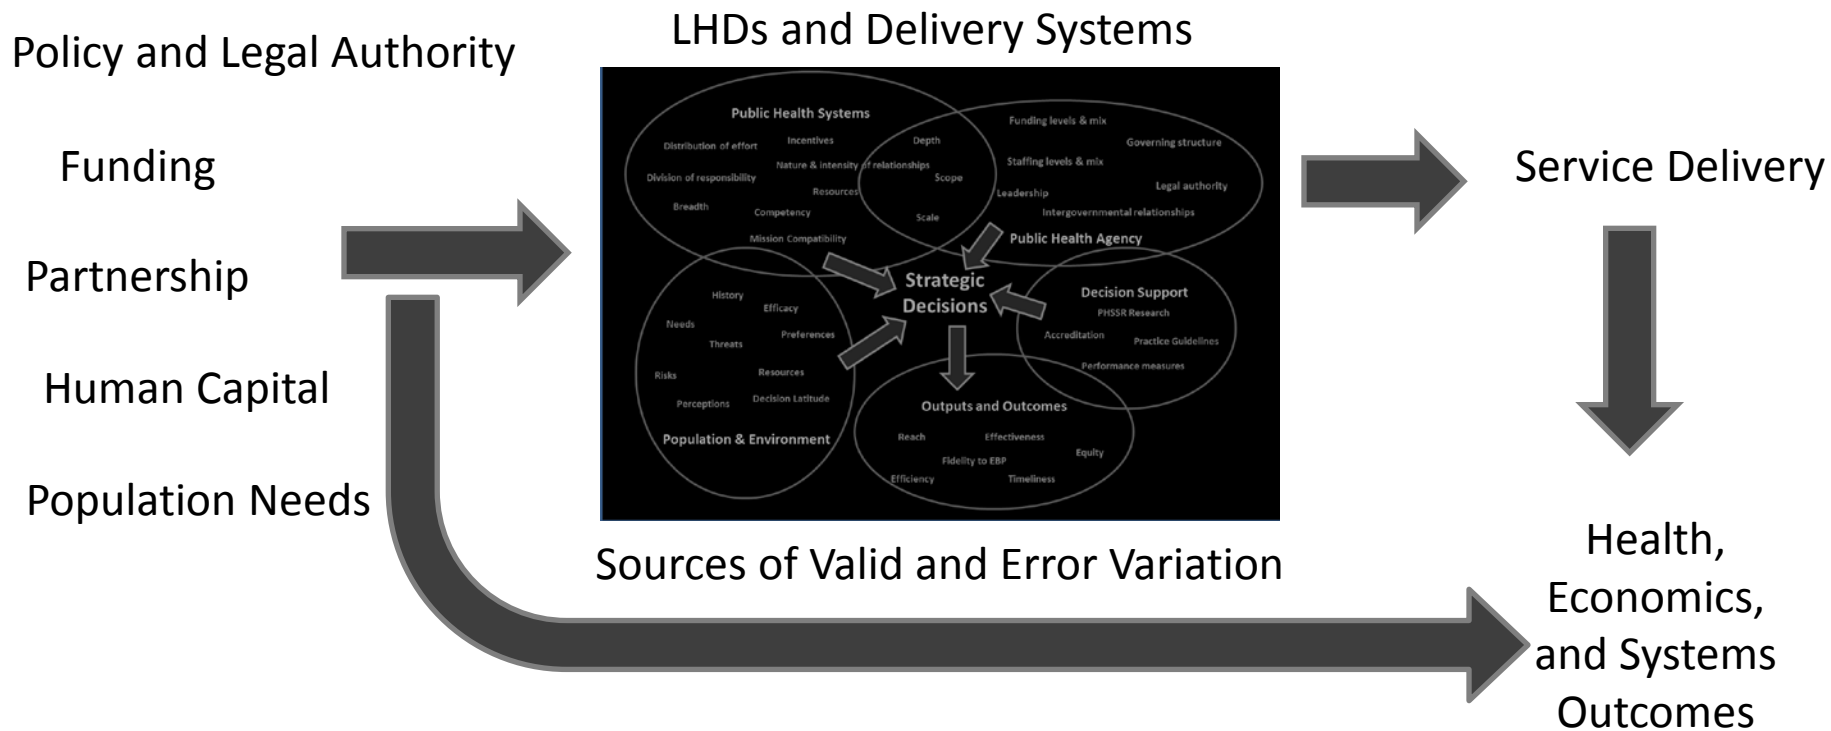 Policy and Legal Authority
Funding
Partnership
Human Capital
Population Needs
LHDs and Delivery Systems
Public Health Systems
Distribution of effort
Incentives
Depth
Nature & intensity of relationships
Division of responsibility
Scope
Resources
Breadth
Competency
Scale
Mission Compatibility
Funding levels & mix
Governing structure
Staffing levels & mix
Legal authority
Leadership
Intergovernmental relationships
Public Health Agency
Strategic
Decisions
Decision Support
PHSSR Research
Accreditation
Practice Guidelines
Performance measures
History
Efficacy
Needs
Preferences
Threats
Risks
Resources
Perceptions
Decision Latitude
Population & Environment
Outputs and Outcomes
Reach
Effectiveness
Equity
Fidelity to EBP
Efficiency
Timeliness
Sources of Valid and Error Variation
Service Delivery
Health,
Economics,
and Systems
Outcomes